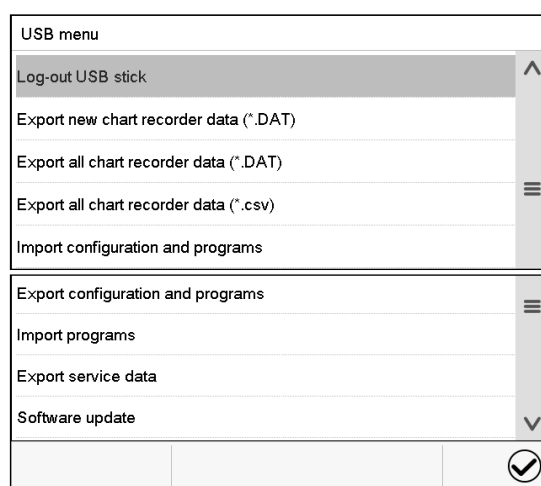 USB menu
Log-out USB stick
Export new chart recorder data (*.DAT)
Export all chart recorder data (*.DAT)
Export all chart recorder data (*.csv)
Import configuration and programs
Export configuration and programs
Import programs
Export service data
Software update